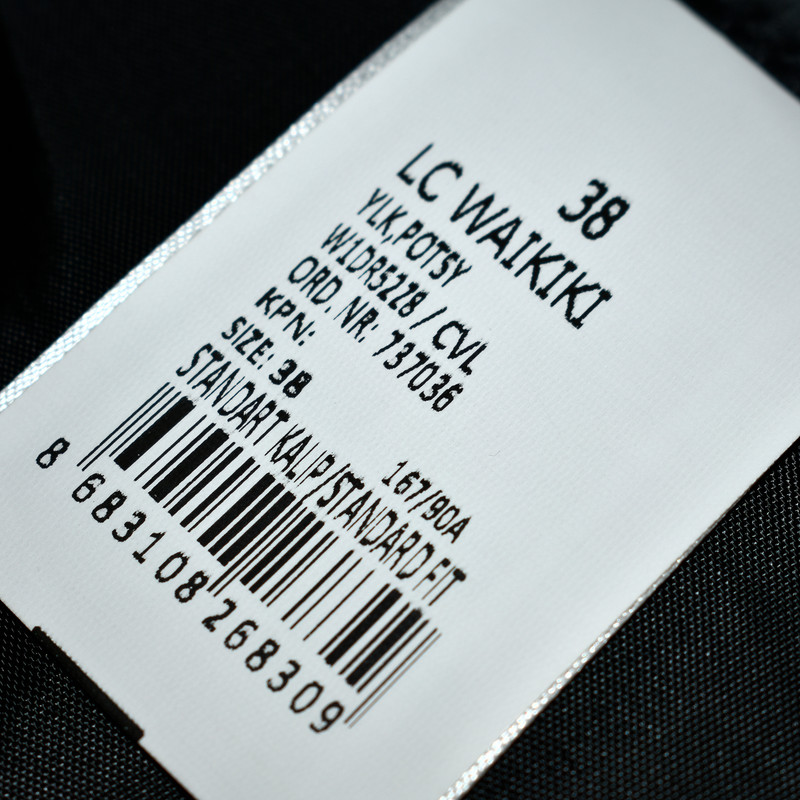 38
LC WAIKIKI
YLK,POTSY
W1DR5228 / CVL
ORD. NR: 737036
KPN:
SIZE: 38
167/90A
STANDART KALIP/STANDARD FIT
8 683108 268309